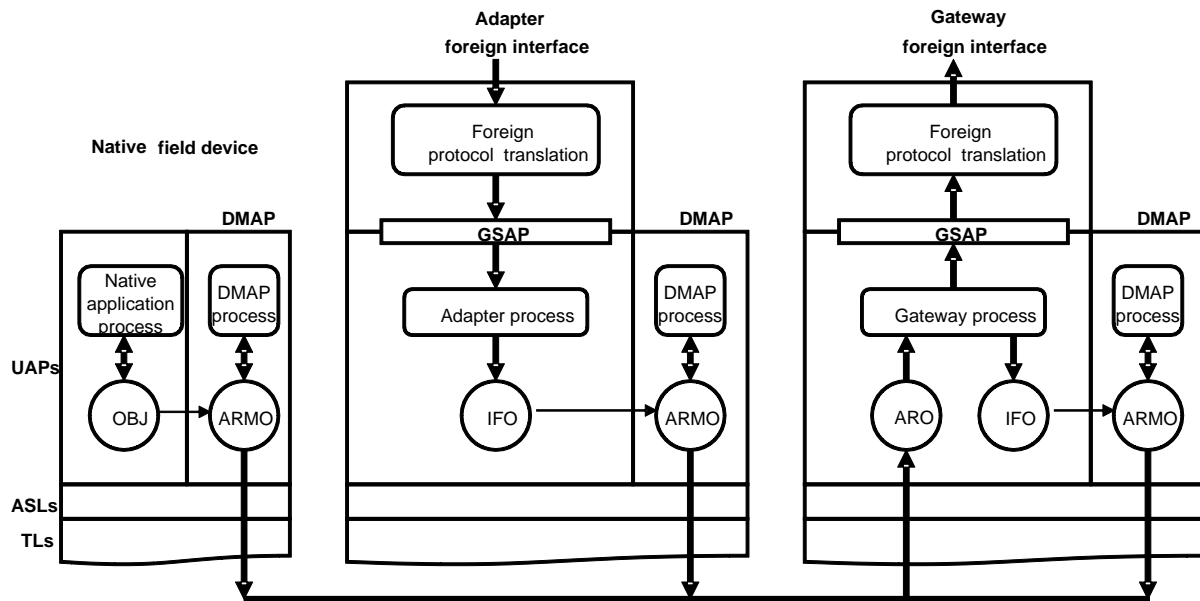 Adapter
foreign interface
Gateway
foreign interface
Native field device
Foreign
protocol translation
Foreign
protocol translation
DMAP
DMAP
DMAP
GSAP
GSAP
Native
application
process
DMAP
process
Adapter process
DMAP
process
Gateway process
DMAP
process
UAPs
OBJ
ARMO
IFO
ARMO
ARO
IFO
ARMO
ASLs
TLs